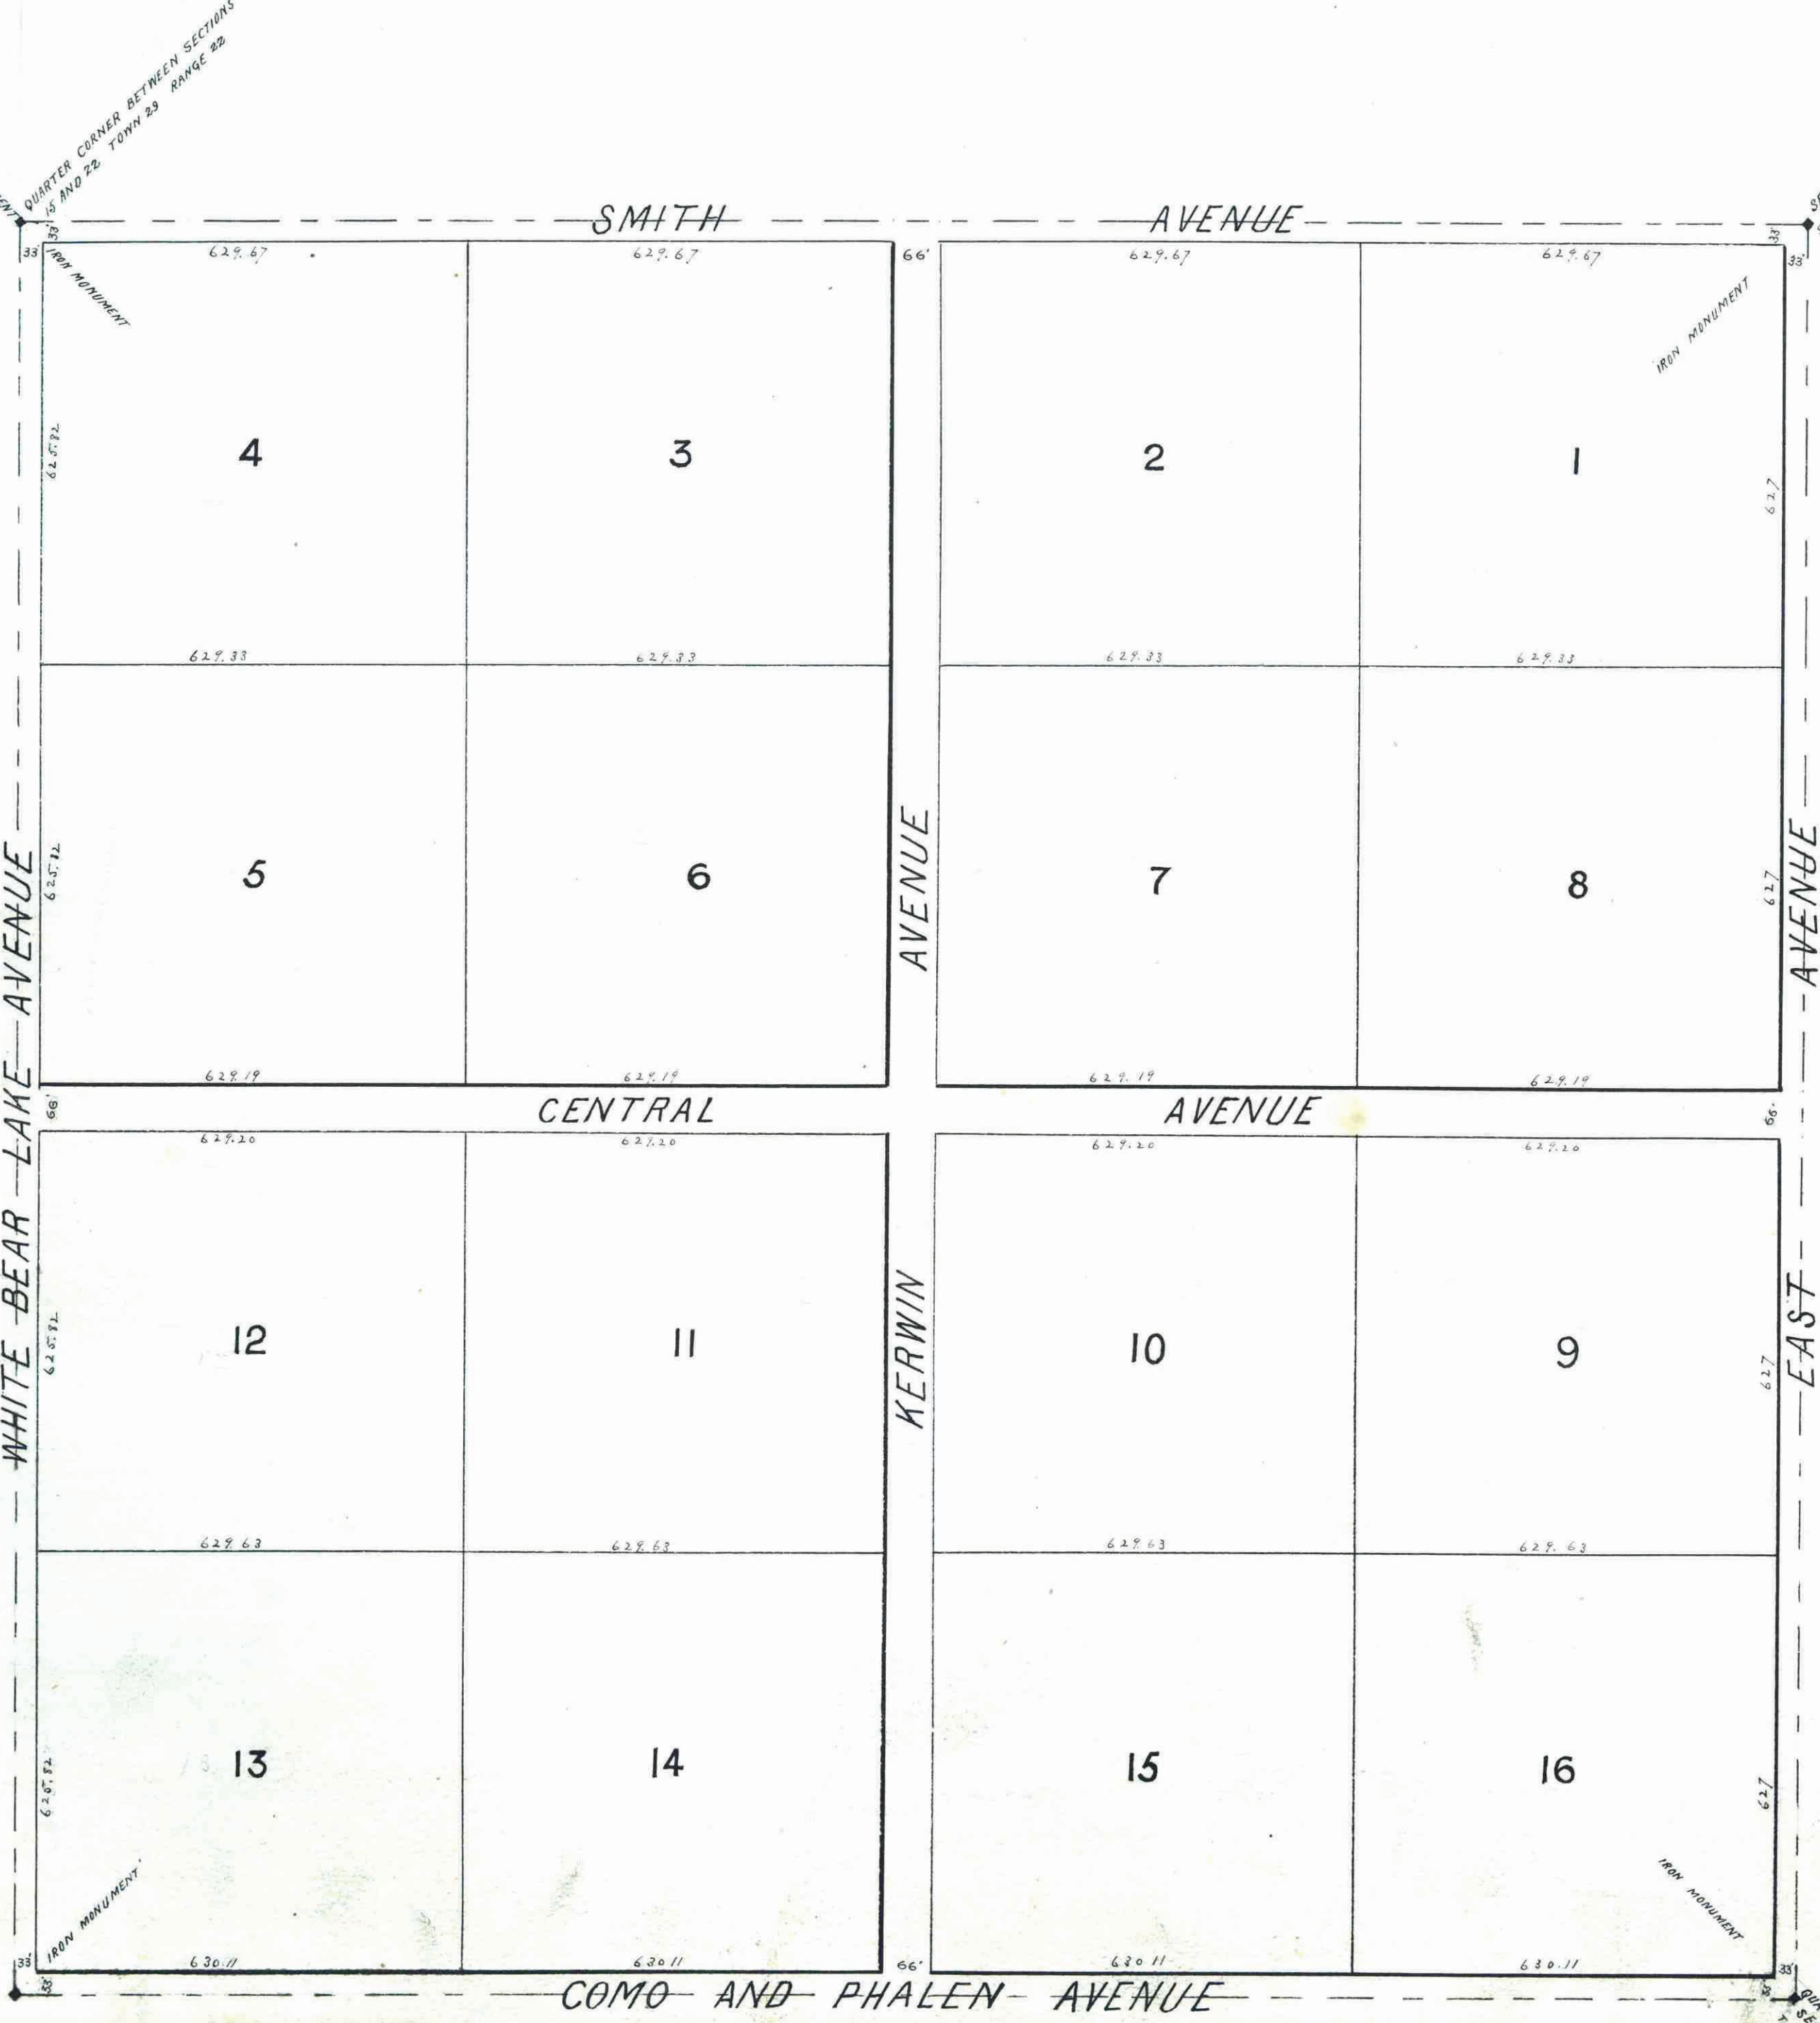 QUARTER CORNER BETWEEN SECTIONS
15 AND 22 TOWN 29 RANGE 22
SMITH AVENUE
33' 33' 629.67 629.67 66' 629.67 629.67 33' 33'
IRON MONUMENT
IRON MONUMENT
4 3 2 1
625.82 627
629.33 629.33 629.33 629.33
5 6 7 8
625.82 627
AVENUE
629.19 629.19 629.19 629.19
66' CENTRAL AVENUE 66'
629.20 629.20 629.20 629.20
12 11 10 9
625.82 627
KERWIN
629.63 629.63 629.63 629.63
13 14 15 16
625.82 627
IRON MONUMENT
IRON MONUMENT
33' 630.11 630.11 66' 630.11 630.11 33'
33'
COMO AND PHALEN AVENUE
WHITE BEAR LAKE AVENUE
EAST AVENUE